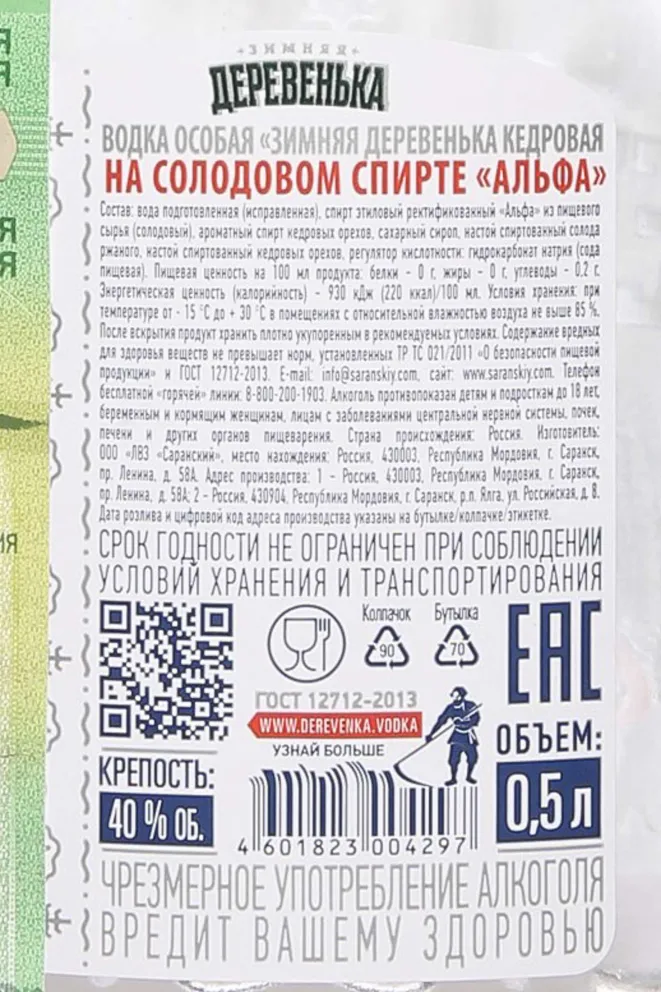 ЗИМНЯЯ
ДЕРЕВЕНЬКА
ВОДКА ОСОБАЯ «ЗИМНЯЯ ДЕРЕВЕНЬКА КЕДРОВАЯ
НА СОЛОДОВОМ СПИРТЕ «АЛЬФА»
Состав: вода подготовленная (исправленная), спирт этиловый ректификованный «Альфа» из пищевого
сырья (солодовый), ароматный спирт кедровых орехов, сахарный сироп, настой спиртованный солода
ржаного, настой спиртованный кедровых орехов, регулятор кислотности: гидрокарбонат натрия (сода
пищевая). Пищевая ценность на 100 мл продукта: белки - 0 г, жиры - 0 г, углеводы - 0,2 г.
Энергетическая ценность (калорийность) - 930 кДж (220 ккал)/100 мл. Условия хранения: при
температуре от - 15 °С до + 30 °С в помещениях с относительной влажностью воздуха не выше 85 %.
После вскрытия продукт хранить плотно укупоренным в рекомендуемых условиях. Содержание вредных
для здоровья веществ не превышает норм, установленных ТР ТС 021/2011 «О безопасности пищевой
продукции» и ГОСТ 12712-2013. E-mail: info@saranskiy.com, сайт: www.saranskiy.com. Телефон
бесплатной «горячей» линии: 8-800-200-1903. Алкоголь противопоказан детям и подросткам до 18 лет,
беременным и кормящим женщинам, лицам с заболеваниями центральной нервной системы, почек,
печени и других органов пищеварения. Страна происхождения: Россия. Изготовитель:
ООО «ЛВЗ «Саранский», место нахождения: Россия, 430003, Республика Мордовия, г. Саранск,
пр. Ленина, д. 58А. Адрес производства: 1 - Россия, 430003, Республика Мордовия, г. Саранск,
пр. Ленина, д. 58А; 2 - Россия, 430904, Республика Мордовия, г. Саранск, р.п. Ялга, ул. Российская, д. 8.
Дата розлива и цифровой код адреса производства указаны на бутылке/колпачке/этикетке.
СРОК ГОДНОСТИ НЕ ОГРАНИЧЕН ПРИ СОБЛЮДЕНИИ
УСЛОВИЙ ХРАНЕНИЯ И ТРАНСПОРТИРОВАНИЯ
Колпачок Бутылка
90 70
EAC
ГОСТ 12712-2013
WWW.DEREVENKA.VODKA
УЗНАЙ БОЛЬШЕ
КРЕПОСТЬ:
40 % ОБ.
ОБЪЕМ:
0,5 л
4 601823 004297
ЧРЕЗМЕРНОЕ УПОТРЕБЛЕНИЕ АЛКОГОЛЯ
ВРЕДИТ ВАШЕМУ ЗДОРОВЬЮ